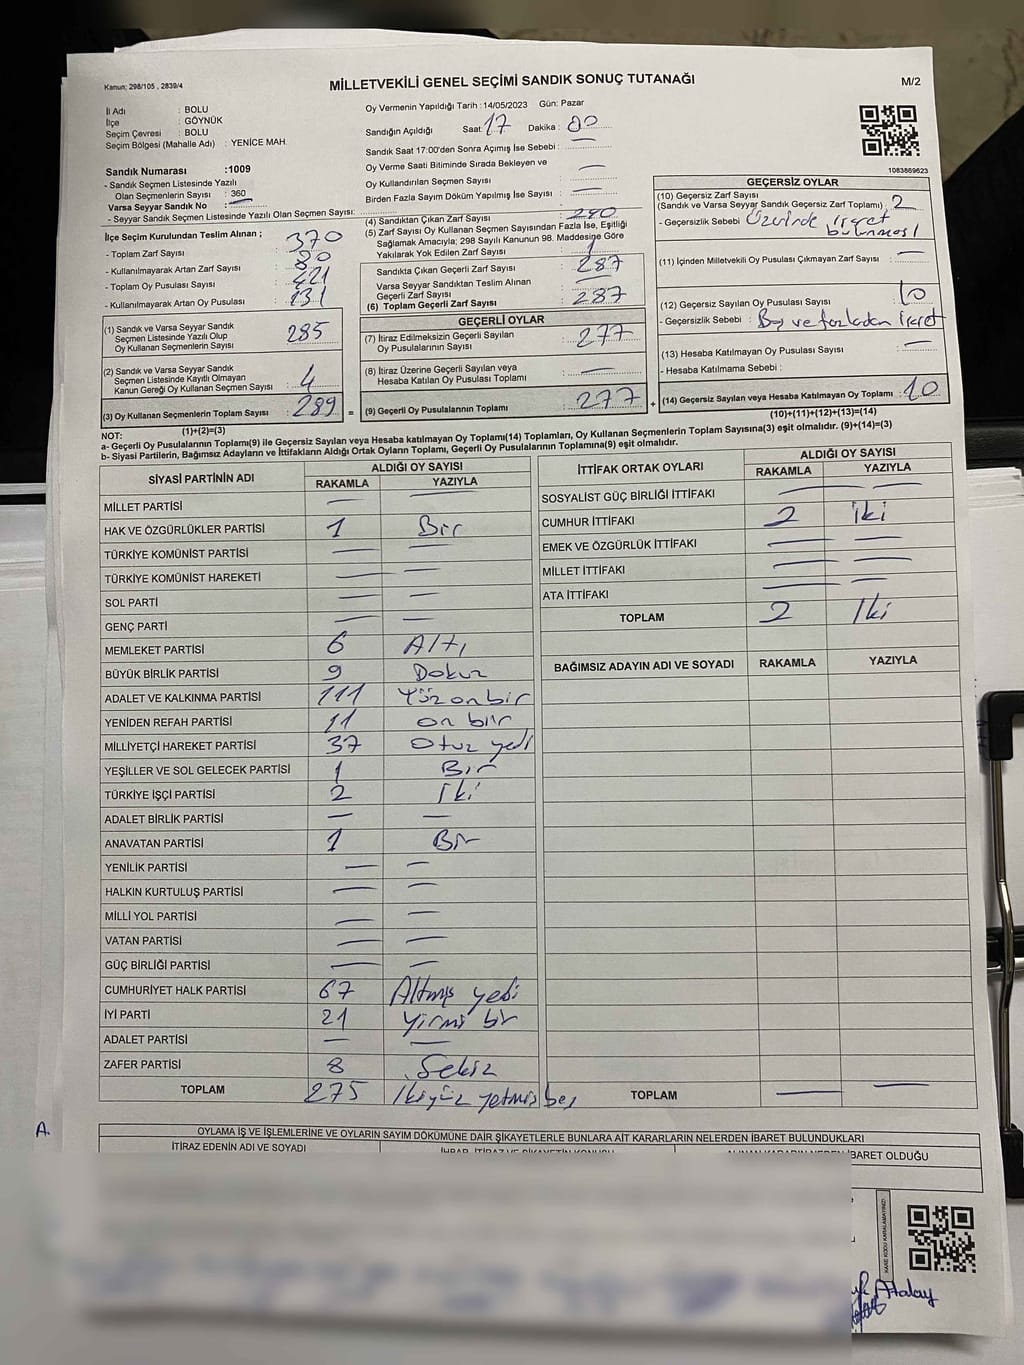 Kanun; 298/105 , 2839/4
MİLLETVEKİLİ GENEL SEÇİMİ SANDIK SONUÇ TUTANAĞI
M/2
İl Adı : BOLU
İlçe : GÖYNÜK
Seçim Çevresi : BOLU
Seçim Bölgesi (Mahalle Adı) : YENİCE MAH.
Oy Vermenin Yapıldığı Tarih :14/05/2023 Gün: Pazar
Sandığın Açıldığı Saat: 17 Dakika : 00
Sandık Saat 17:00'den Sonra Açılmış İse Sebebi : —
Oy Verme Saati Bitiminde Sırada Bekleyen ve
Oy Kullandırılan Seçmen Sayısı : —
Birden Fazla Sayım Döküm Yapılmış İse Sayısı : —
1083869623
Sandık Numarası :1009
- Sandık Seçmen Listesinde Yazılı
Olan Seçmenlerin Sayısı : 360
Varsa Seyyar Sandık No : —
- Seyyar Sandık Seçmen Listesinde Yazılı Olan Seçmen Sayısı:
İlçe Seçim Kurulundan Teslim Alınan ;
- Toplam Zarf Sayısı : 370
- Kullanılmayarak Artan Zarf Sayısı : 80
- Toplam Oy Pusulası Sayısı : 421
- Kullanılmayarak Artan Oy Pusulası : 131
(1) Sandık ve Varsa Seyyar Sandık
Seçmen Listesinde Yazılı Olup
Oy Kullanan Seçmenlerin Sayısı : 285
(2) Sandık ve Varsa Seyyar Sandık
Seçmen Listesinde Kayıtlı Olmayan
Kanun Gereği Oy Kullanan Seçmen Sayısı : 4
(3) Oy Kullanan Seçmenlerin Toplam Sayısı : 289 =
(1)+(2)=(3)
(4) Sandıktan Çıkan Zarf Sayısı : 290
(5) Zarf Sayısı Oy Kullanan Seçmen Sayısından Fazla İse, Eşitliği
Sağlamak Amacıyla; 298 Sayılı Kanunun 98. Maddesine Göre
Yakılarak Yok Edilen Zarf Sayısı : 1
Sandıkta Çıkan Geçerli Zarf Sayısı : 287
Varsa Seyyar Sandıktan Teslim Alınan
Geçerli Zarf Sayısı :
(6) Toplam Geçerli Zarf Sayısı : 287
GEÇERLİ OYLAR
(7) İtiraz Edilmeksizin Geçerli Sayılan
Oy Pusulalarının Sayısı : 277
(8) İtiraz Üzerine Geçerli Sayılan veya
Hesaba Katılan Oy Pusulası Toplamı : —
(9) Geçerli Oy Pusulalarının Toplamı : 277 +
GEÇERSİZ OYLAR
(10) Geçersiz Zarf Sayısı
(Sandık ve Varsa Seyyar Sandık Geçersiz Zarf Toplamı) : 2
- Geçersizlik Sebebi : Üzerinde işaret
bulunması
(11) İçinden Milletvekili Oy Pusulası Çıkmayan Zarf Sayısı : —
(12) Geçersiz Sayılan Oy Pusulası Sayısı : 10
- Geçersizlik Sebebi : Boş ve fazladan işaret
(13) Hesaba Katılmayan Oy Pusulası Sayısı : —
- Hesaba Katılmama Sebebi :
(14) Geçersiz Sayılan veya Hesaba Katılmayan Oy Toplamı : 10
(10)+(11)+(12)+(13)=(14)
NOT:
a- Geçerli Oy Pusulalarının Toplamı(9) ile Geçersiz Sayılan veya Hesaba katılmayan Oy Toplamı(14) Toplamları, Oy Kullanan Seçmenlerin Toplam Sayısına(3) eşit olmalıdır. (9)+(14)=(3)
b- Siyasi Partilerin, Bağımsız Adayların ve İttifakların Aldığı Ortak Oyların Toplamı, Geçerli Oy Pusulalarının Toplamına(9) eşit olmalıdır.
SİYASİ PARTİNİN ADI ALDIĞI OY SAYISI
RAKAMLA YAZIYLA
MİLLET PARTİSİ — —
HAK VE ÖZGÜRLÜKLER PARTİSİ 1 Bir
TÜRKİYE KOMÜNİST PARTİSİ — —
TÜRKİYE KOMÜNİST HAREKETİ — —
SOL PARTİ — —
GENÇ PARTİ — —
MEMLEKET PARTİSİ 6 Altı
BÜYÜK BİRLİK PARTİSİ 9 Dokuz
ADALET VE KALKINMA PARTİSİ 111 Yüz on bir
YENİDEN REFAH PARTİSİ 11 on biir
MİLLİYETÇİ HAREKET PARTİSİ 37 Otuz yedi
YEŞİLLER VE SOL GELECEK PARTİSİ 1 Bir
TÜRKİYE İŞÇİ PARTİSİ 2 İki
ADALET BİRLİK PARTİSİ — —
ANAVATAN PARTİSİ 1 Bir
YENİLİK PARTİSİ — —
HALKIN KURTULUŞ PARTİSİ — —
MİLLİ YOL PARTİSİ — —
VATAN PARTİSİ — —
GÜÇ BİRLİĞİ PARTİSİ — —
CUMHURİYET HALK PARTİSİ 67 Altmış yedi
İYİ PARTİ 21 Yirmi bir
ADALET PARTİSİ — —
ZAFER PARTİSİ 8 Sekiz
TOPLAM 275 İkiyüz yetmiş beş
İTTİFAK ORTAK OYLARI ALDIĞI OY SAYISI
RAKAMLA YAZIYLA
SOSYALİST GÜÇ BİRLİĞİ İTTİFAKI — —
CUMHUR İTTİFAKI 2 İki
EMEK VE ÖZGÜRLÜK İTTİFAKI — —
MİLLET İTTİFAKI — —
ATA İTTİFAKI — —
TOPLAM 2 İki
BAĞIMSIZ ADAYIN ADI VE SOYADI RAKAMLA YAZIYLA
TOPLAM — —
A.
OYLAMA İŞ VE İŞLEMLERİNE VE OYLARIN SAYIM DÖKÜMÜNE DAİR ŞİKAYETLERLE BUNLARA AİT KARARLARIN NELERDEN İBARET BULUNDUKLARI
İTİRAZ EDENİN ADI VE SOYADI
İBARET OLDUĞU
KARE KODU KARALAMAYINIZ!
Atalay